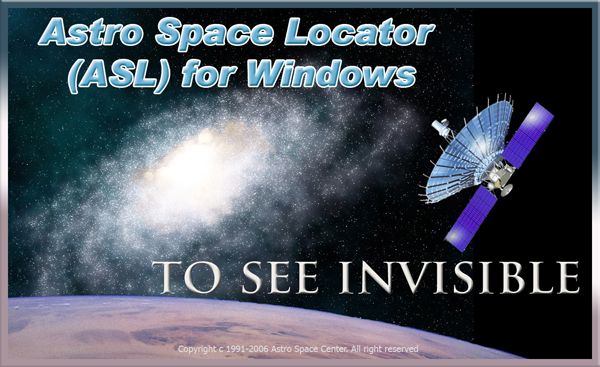 Astro Space Locator
(ASL) for Windows
TO SEE INVISIBLE
Copyright c 1991-2006 Astro Space Center. All right reserved